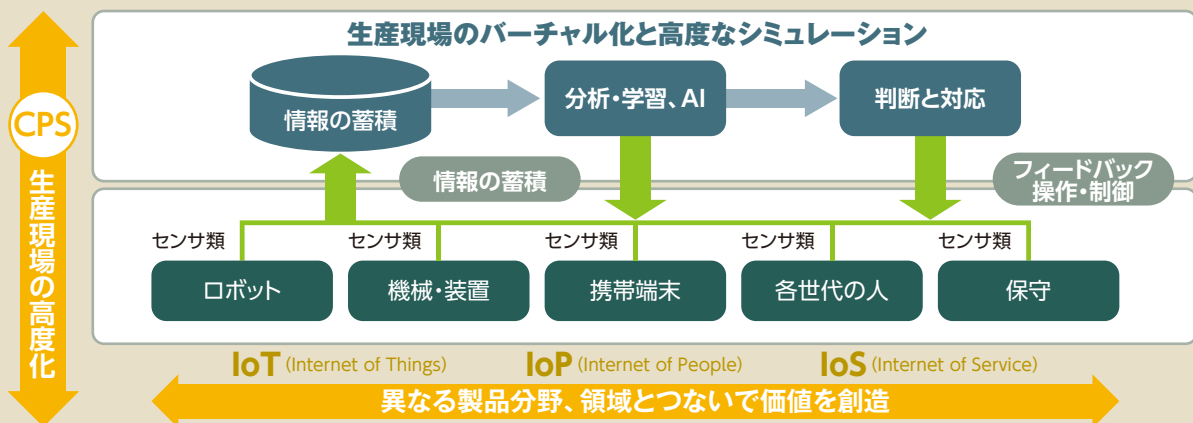 生産現場のバーチャル化と高度なシミュレーション
情報の蓄積
分析・学習、AI
判断と対応
CPS
生産現場の高度化
情報の蓄積
フィードバック
操作・制御
センサ類
センサ類
センサ類
センサ類
センサ類
ロボット
機械・装置
携帯端末
各世代の人
保守
IoT (Internet of Things)
IoP (Internet of People)
IoS (Internet of Service)
異なる製品分野、領域とつないで価値を創造